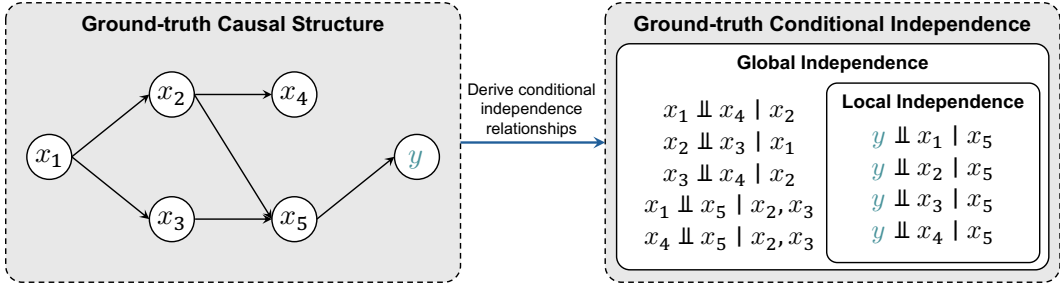 Ground-truth Causal Structure
x₂
x₄
x₁
y
x₃
x₅
Derive conditional
independence
relationships
Ground-truth Conditional Independence
Global Independence
x₁ ⫫ x₄ | x₂
x₂ ⫫ x₃ | x₁
x₃ ⫫ x₄ | x₂
x₁ ⫫ x₅ | x₂, x₃
x₄ ⫫ x₅ | x₂, x₃
Local Independence
y ⫫ x₁ | x₅
y ⫫ x₂ | x₅
y ⫫ x₃ | x₅
y ⫫ x₄ | x₅